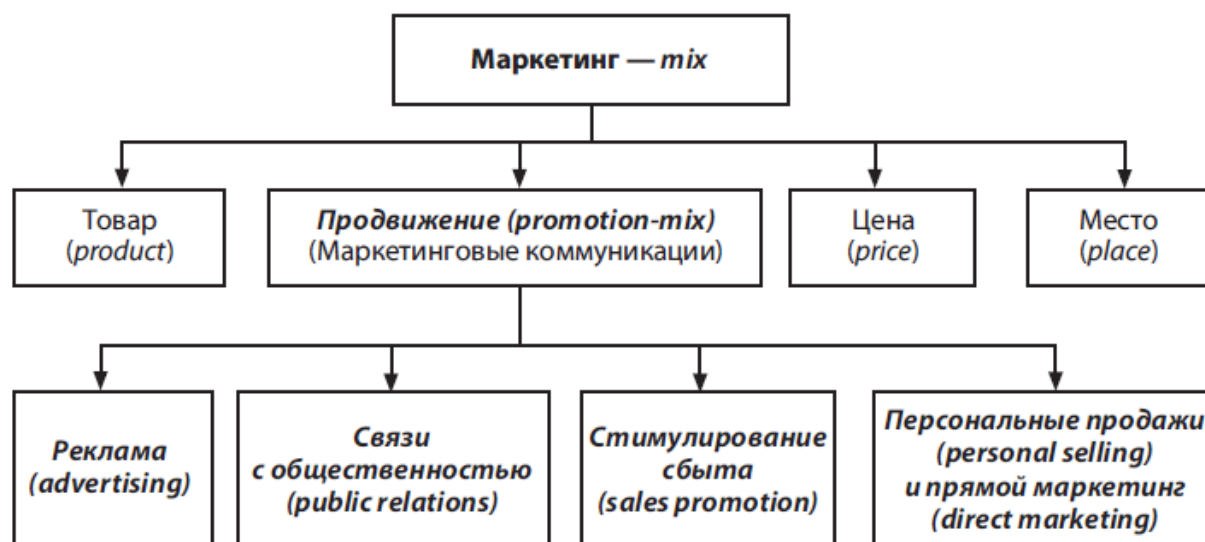 Маркетинг — mix
Товар
(product)
Продвижение (promotion-mix)
(Маркетинговые коммуникации)
Цена
(price)
Место
(place)
Реклама
(advertising)
Связи
с общественностью
(public relations)
Стимулирование
сбыта
(sales promotion)
Персональные продажи
(personal selling)
и прямой маркетинг
(direct marketing)